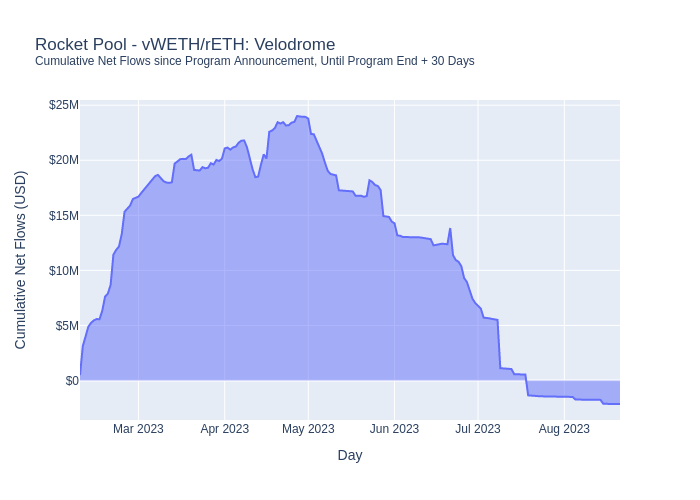 Rocket Pool - vWETH/rETH: Velodrome
Cumulative Net Flows since Program Announcement, Until Program End + 30 Days
Cumulative Net Flows (USD)
$25M
$20M
$15M
$10M
$5M
$0
Mar 2023 Apr 2023 May 2023 Jun 2023 Jul 2023 Aug 2023
Day